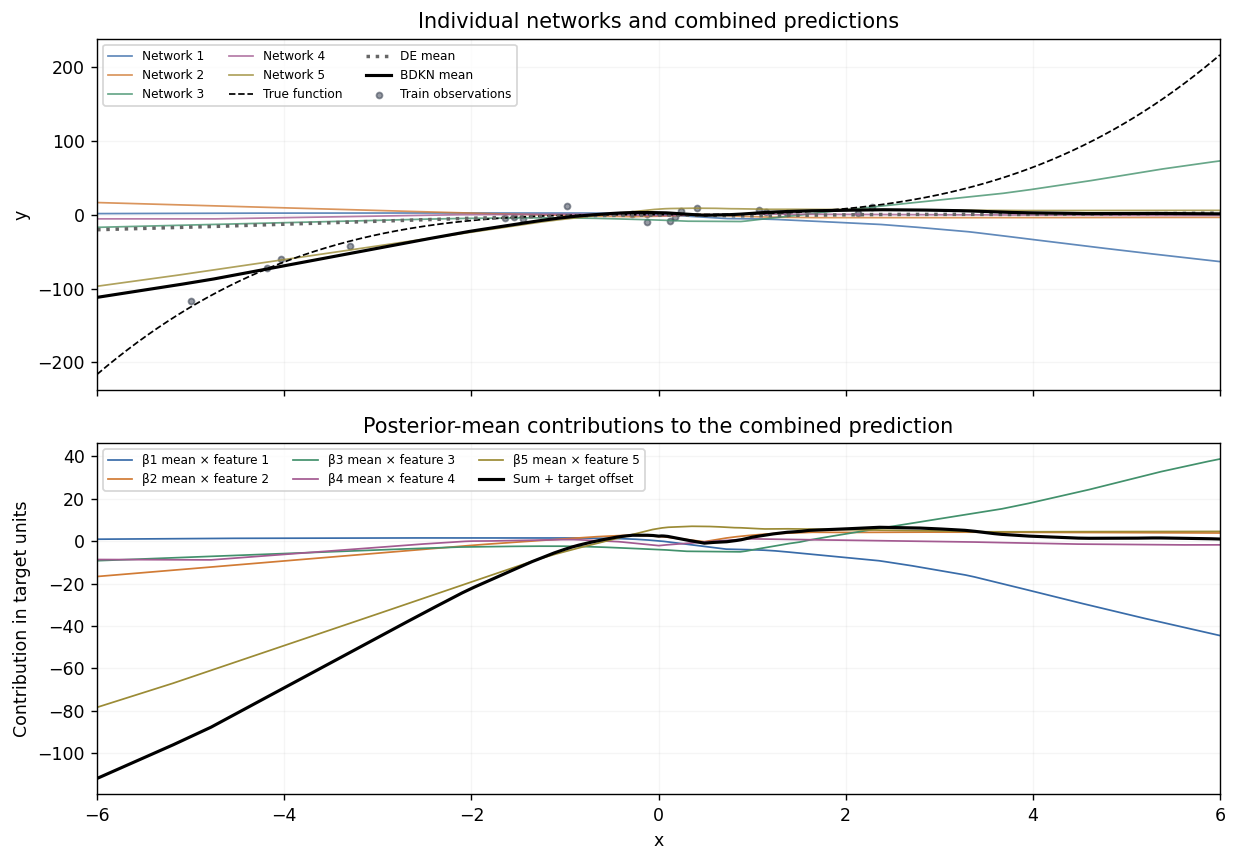 Individual networks and combined predictions
Network 1 Network 4 DE mean
Network 2 Network 5 BDKN mean
Network 3 True function Train observations
y
200
100
0
−100
−200
Posterior-mean contributions to the combined prediction
β1 mean × feature 1 β3 mean × feature 3 β5 mean × feature 5
β2 mean × feature 2 β4 mean × feature 4 Sum + target offset
Contribution in target units
40
20
0
−20
−40
−60
−80
−100
−6 −4 −2 0 2 4 6
x